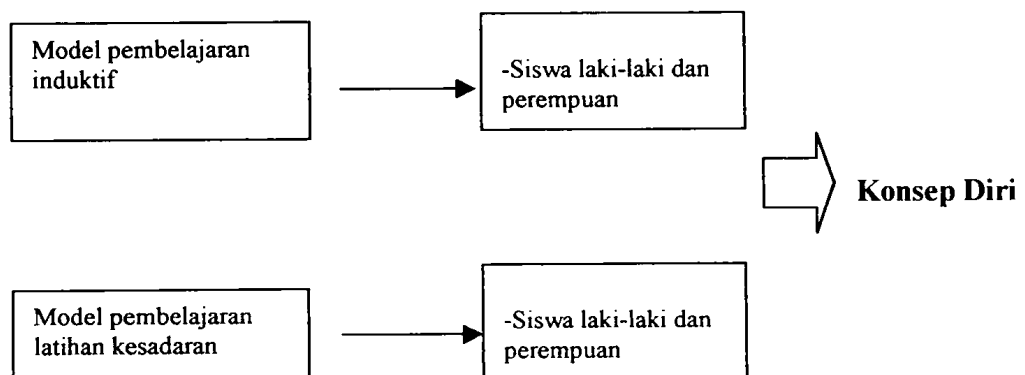 Model pembelajaran
induktif
-Siswa laki-laki dan
perempuan
Konsep Diri
Model pembelajaran
latihan kesadaran
-Siswa laki-laki dan
perempuan